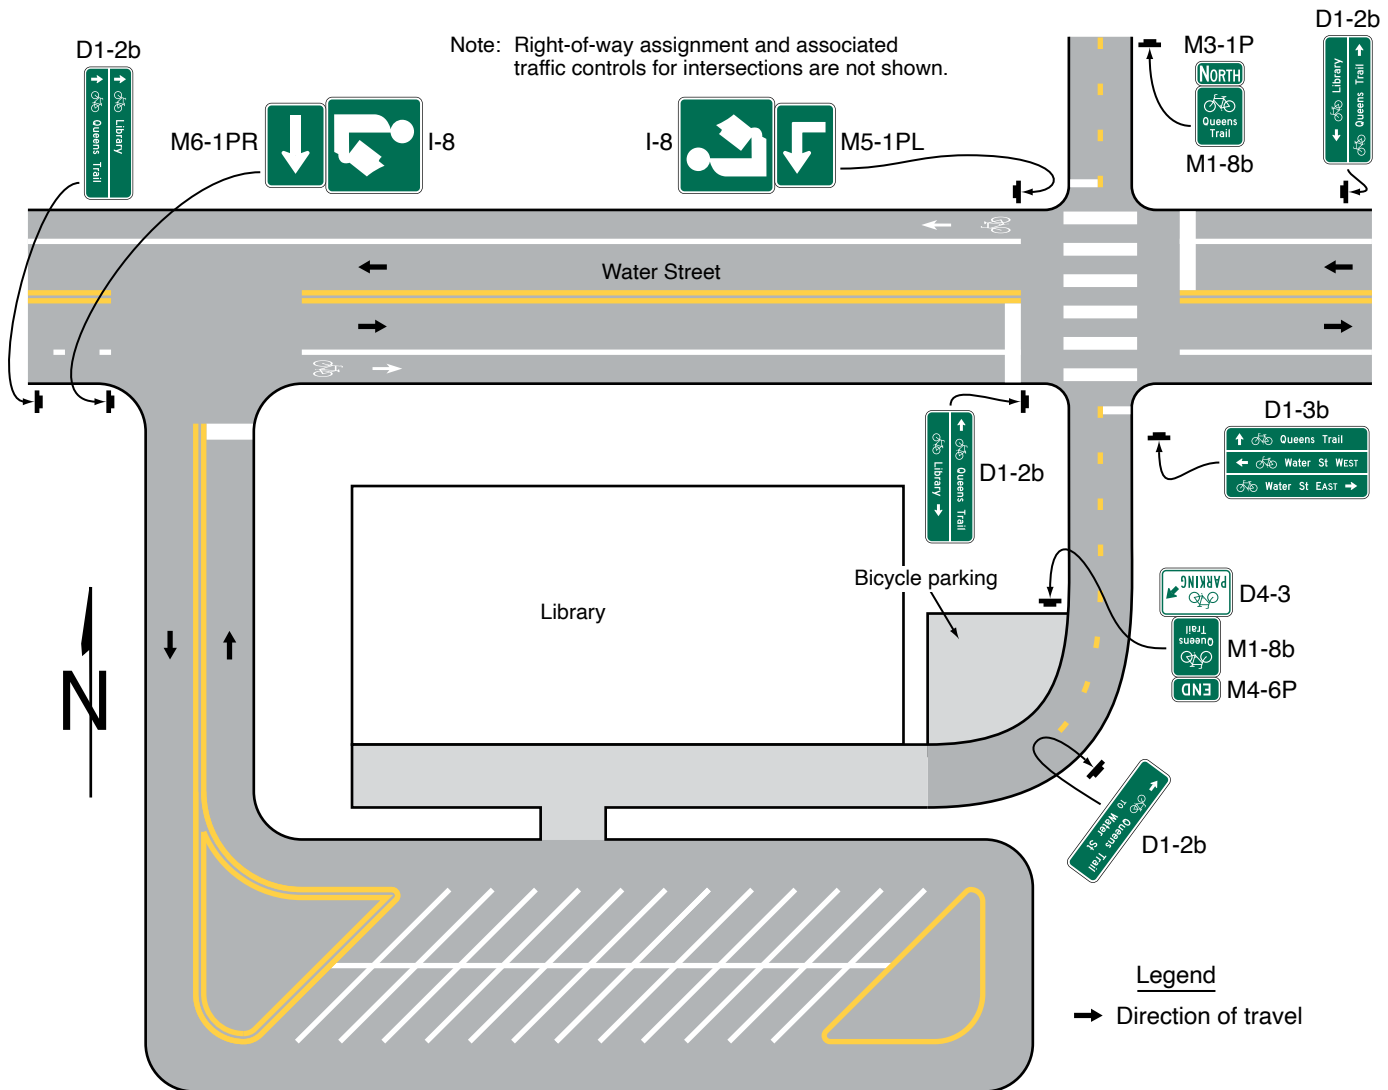 Note: Right-of-way assignment and associated
traffic controls for intersections are not shown.
D1-2b
Library
Queens Trail
M6-1PR
I-8
I-8
M5-1PL
M3-1P
NORTH
Queens
Trail
M1-8b
D1-2b
Queens Trail
Library
Water Street
D1-2b
Library
Queens Trail
D1-3b
Queens Trail
Water St WEST
Water St EAST
Bicycle parking
Library
PARKING
D4-3
Queens
Trail
M1-8b
END
M4-6P
Queens Trail
TO Water St
D1-2b
N
Legend
Direction of travel